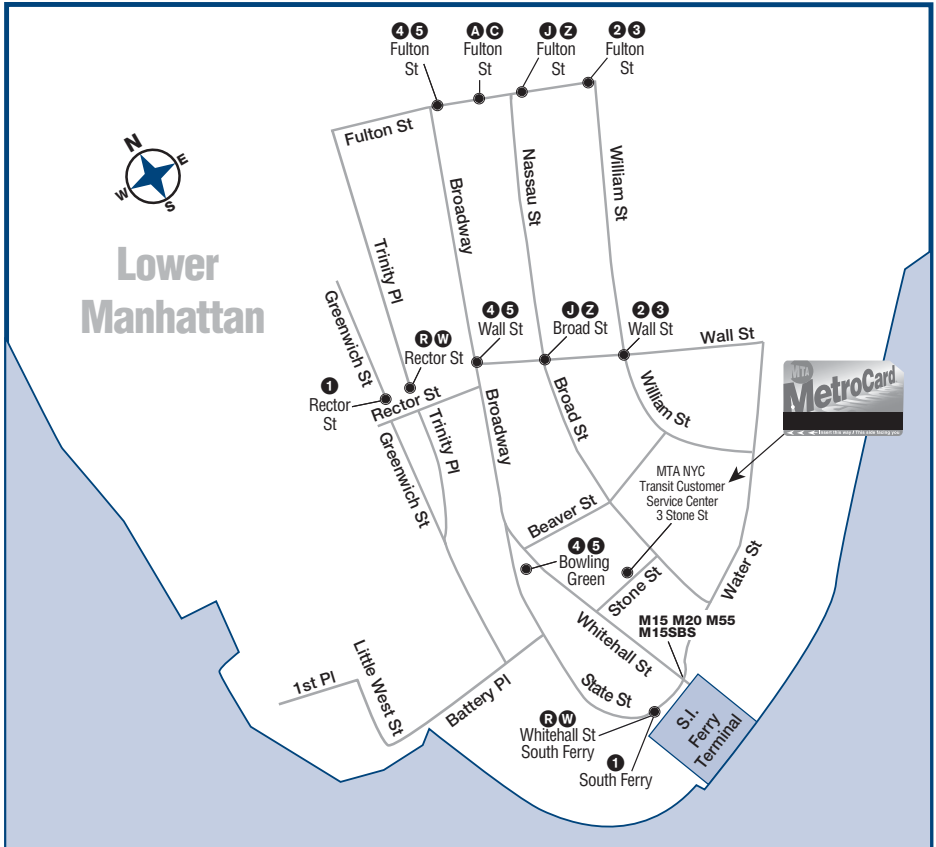 4 5
Fulton
St
A C
Fulton
St
J Z
Fulton
St
2 3
Fulton
St
N
E
W
S
Lower
Manhattan
Fulton St
Trinity Pl
Broadway
Nassau St
William St
Greenwich St
R W
Rector St
4 5
Wall St
J Z
Broad St
2 3
Wall St
Wall St
MTA
MetroCard
1
Rector
St
Rector St
Trinity Pl
Greenwich St
Broadway
Broad St
William St
MTA NYC
Transit Customer
Service Center
3 Stone St
Beaver St
4 5
Bowling
Green
Stone St
Water St
M15 M20 M55
M15SBS
Whitehall St
State St
1st Pl
Little West St
Battery Pl
R W
Whitehall St
South Ferry
1
South Ferry
S.I.
Ferry
Terminal